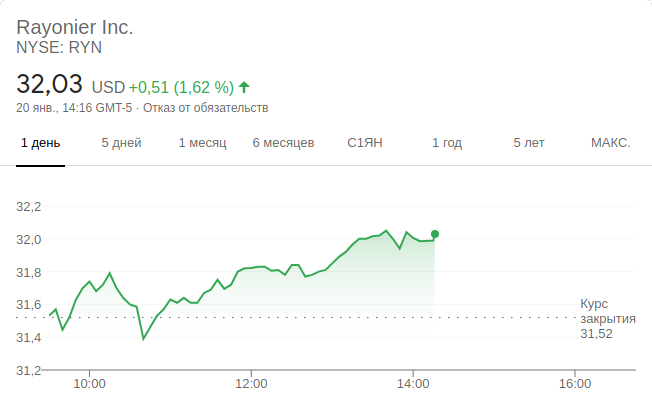 Rayonier Inc.
NYSE: RYN
32,03 USD +0,51 (1,62 %)
20 янв., 14:16 GMT-5 · Отказ от обязательств
1 день 5 дней 1 месяц 6 месяцев С1ЯН 1 год 5 лет МАКС.
32,2
32,0
31,8
31,6
31,4
31,2
Курс
закрытия
31,52
10:00 12:00 14:00 16:00